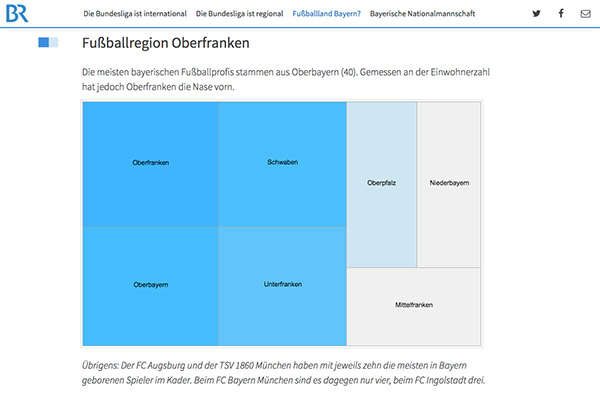 BR
Die Bundesliga ist international Die Bundesliga ist regional Fußballland Bayern? Bayerische Nationalmannschaft
Fußballregion Oberfranken
Die meisten bayerischen Fußballprofis stammen aus Oberbayern (40). Gemessen an der Einwohnerzahl
hat jedoch Oberfranken die Nase vorn.
Oberfranken
Schwaben
Oberpfalz
Niederbayern
Oberbayern
Unterfranken
Mittelfranken
Übrigens: Der FC Augsburg und der TSV 1860 München haben mit jeweils zehn die meisten in Bayern
geborenen Spieler im Kader. Beim FC Bayern München sind es dagegen nur vier, beim FC Ingolstadt drei.